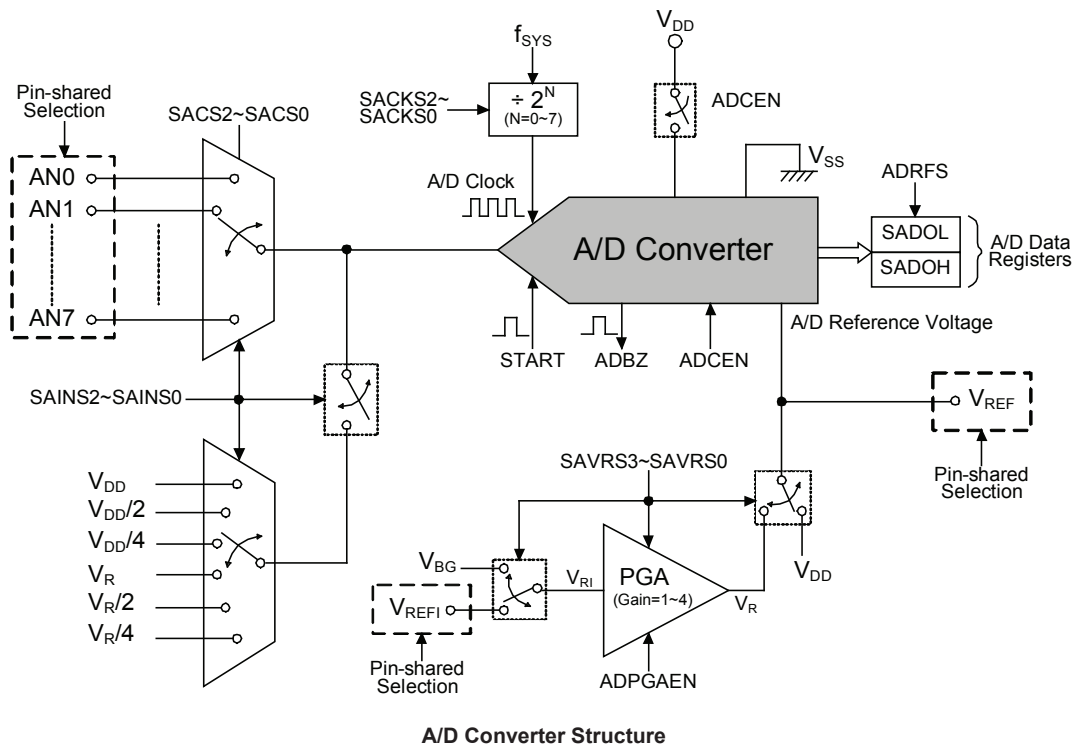 V_DD
f_SYS
Pin-shared
Selection
SACS2~SACS0
SACKS2~
SACKS0
÷ 2^N
(N=0~7)
ADCEN
AN0
AN1
AN7
A/D Clock
V_SS
ADRFS
A/D Converter
SADOL
SADOH
A/D Data
Registers
START
ADBZ
ADCEN
A/D Reference Voltage
SAINS2~SAINS0
V_REF
Pin-shared
Selection
SAVRS3~SAVRS0
V_DD
V_DD/2
V_DD/4
V_R
V_R/2
V_R/4
V_BG
V_REFI
V_RI
PGA
(Gain=1~4)
V_R
V_DD
Pin-shared
Selection
ADPGAEN
A/D Converter Structure